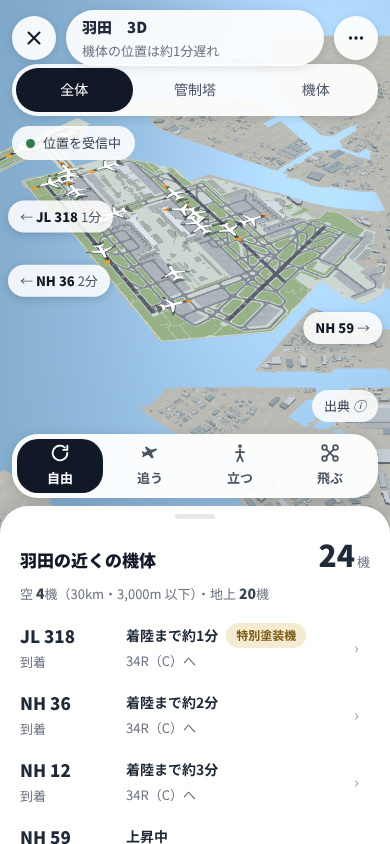 羽田 3D
機体の位置は約1分遅れ
全体
管制塔
機体
位置を受信中
← JL 318 1分
← NH 36 2分
NH 59 →
出典 ⓘ
自由
追う
立つ
飛ぶ
羽田の近くの機体
24機
空 4機（30km・3,000m 以下）・地上 20機
JL 318 着陸まで約1分 特別塗装機
到着 34R（C）へ
NH 36 着陸まで約2分
到着 34R（C）へ
NH 12 着陸まで約3分
到着 34R（C）へ
NH 59 上昇中